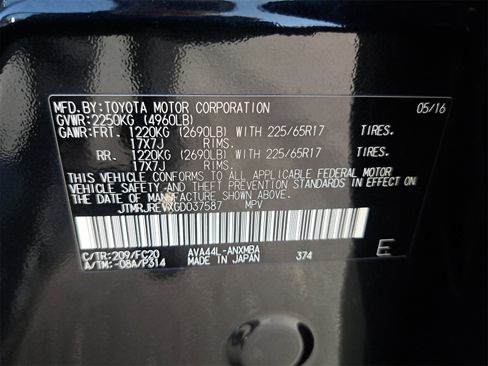 MFD.BY:TOYOTA MOTOR CORPORATION 05/16
GVWR:2250KG (4960LB)
GAWR:FRT. 1220KG (2690LB) WITH 225/65R17 TIRES.
17X7J RIMS.
RR. 1220KG (2690LB) WITH 225/65R17 TIRES.
17X7J RIMS.
THIS VEHICLE CONFORMS TO ALL APPLICABLE FEDERAL MOTOR
VEHICLE SAFETY AND THEFT PREVENTION STANDARDS IN EFFECT ON
THE DATE OF MANUFACTURE SHOWN ABOVE.
JTMRJREVXGD037587 MPV
C/TR:209/FC20 AVA44L-ANXMBA E
A/TM:-08A/P314 MADE IN JAPAN 374